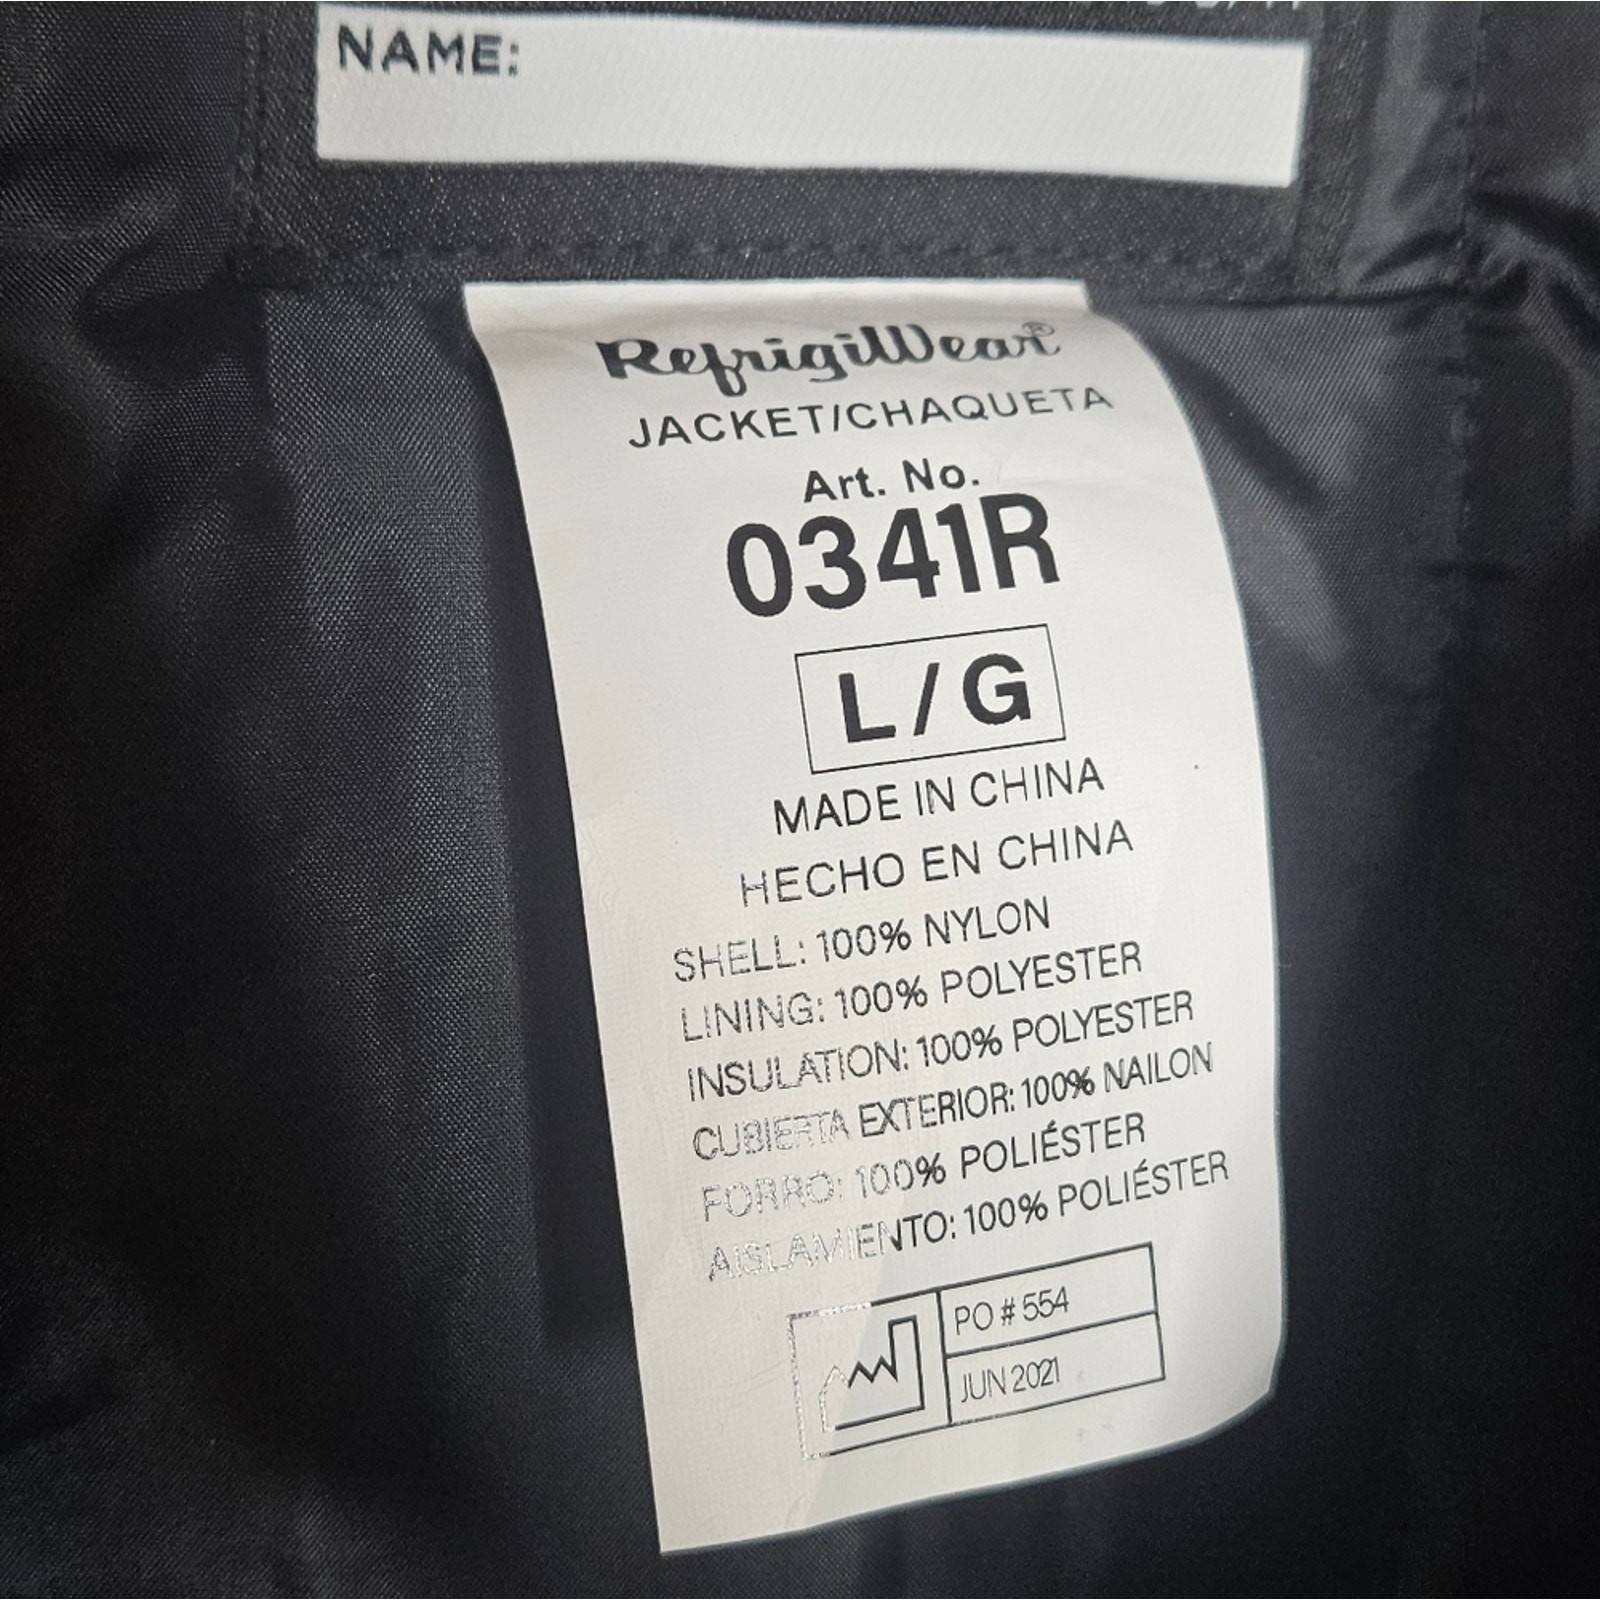 NAME:
RefrigiWear®
JACKET/CHAQUETA
Art. No.
0341R
L/G
MADE IN CHINA
HECHO EN CHINA
SHELL: 100% NYLON
LINING: 100% POLYESTER
INSULATION: 100% POLYESTER
CUBIERTA EXTERIOR: 100% NAILON
FORRO: 100% POLIÉSTER
AISLAMIENTO: 100% POLIÉSTER
PO # 554
JUN 2021